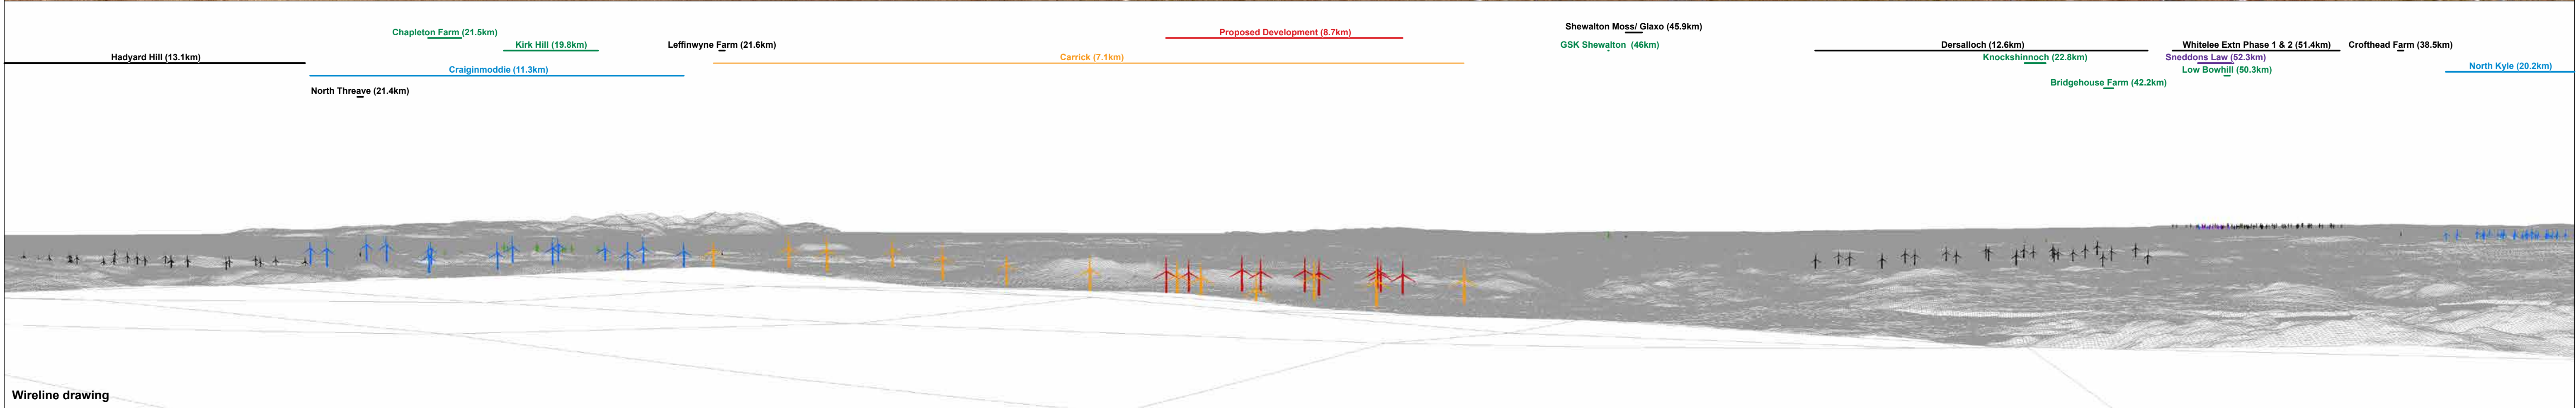 Shewalton Moss/ Glaxo (45.9km)
Chapleton Farm (21.5km)
Proposed Development (8.7km)
Kirk Hill (19.8km)
Leffinwyne Farm (21.6km)
GSK Shewalton (46km)
Dersalloch (12.6km)
Whitelee Extn Phase 1 & 2 (51.4km)
Crofthead Farm (38.5km)
Hadyard Hill (13.1km)
Carrick (7.1km)
Knockshinnoch (22.8km)
Sneddons Law (52.3km)
Craiginmoddie (11.3km)
Low Bowhill (50.3km)
North Kyle (20.2km)
Bridgehouse Farm (42.2km)
North Threave (21.4km)
Wireline drawing